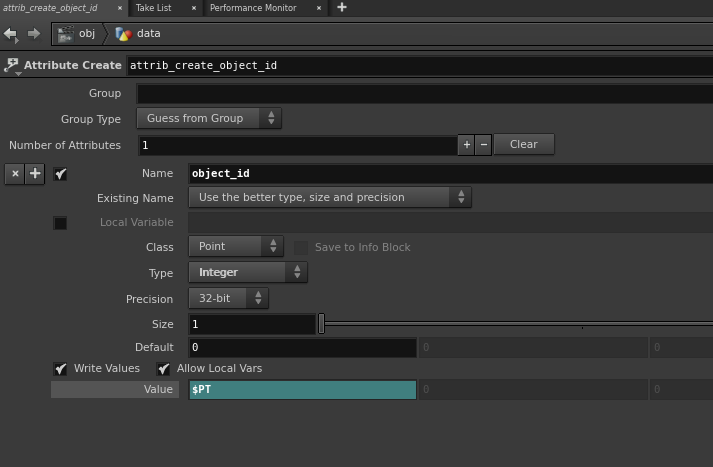 attrib_create_object_id × Take List × Performance Monitor × +
obj data
Attribute Create attrib_create_object_id
Group
Group Type Guess from Group
Number of Attributes 1 + − Clear
× + Name object_id
Existing Name Use the better type, size and precision
Local Variable
Class Point Save to Info Block
Type Integer
Precision 32-bit
Size 1
Default 0 0 0
Write Values Allow Local Vars
Value $PT 0 0